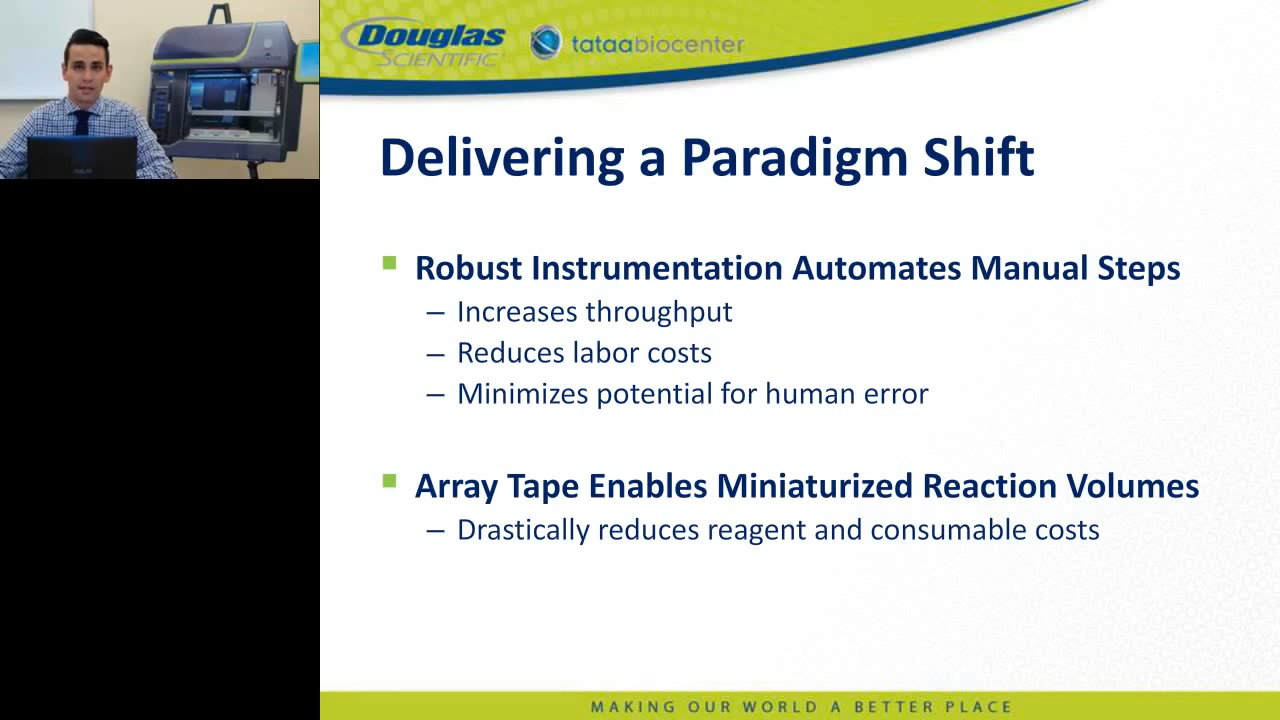 Douglas
SCIENTIFIC
tataabiocenter
Delivering a Paradigm Shift
Robust Instrumentation Automates Manual Steps
– Increases throughput
– Reduces labor costs
– Minimizes potential for human error
Array Tape Enables Miniaturized Reaction Volumes
– Drastically reduces reagent and consumable costs
MAKING OUR WORLD A BETTER PLACE